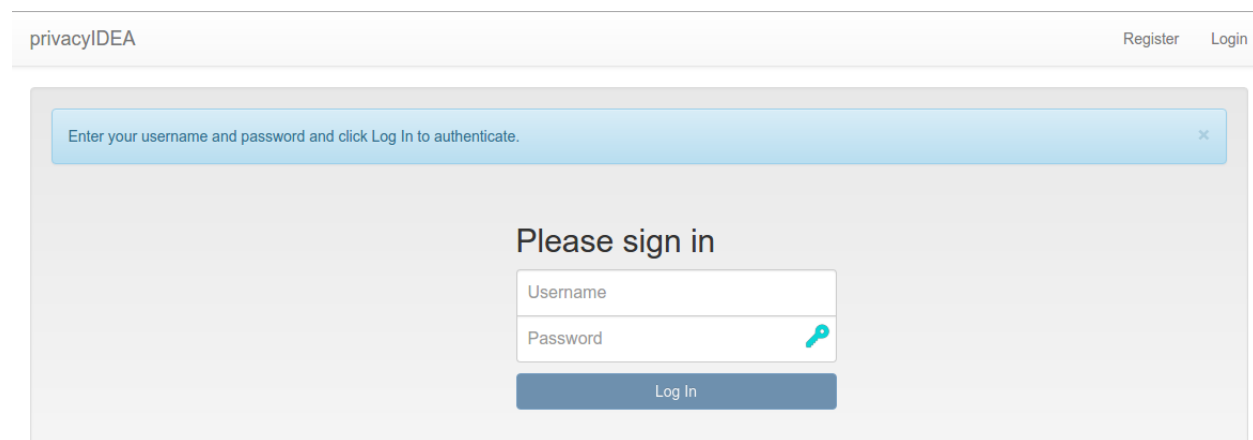 privacyIDEA Register Login
Enter your username and password and click Log In to authenticate. ×
Please sign in
Username
Password
Log In